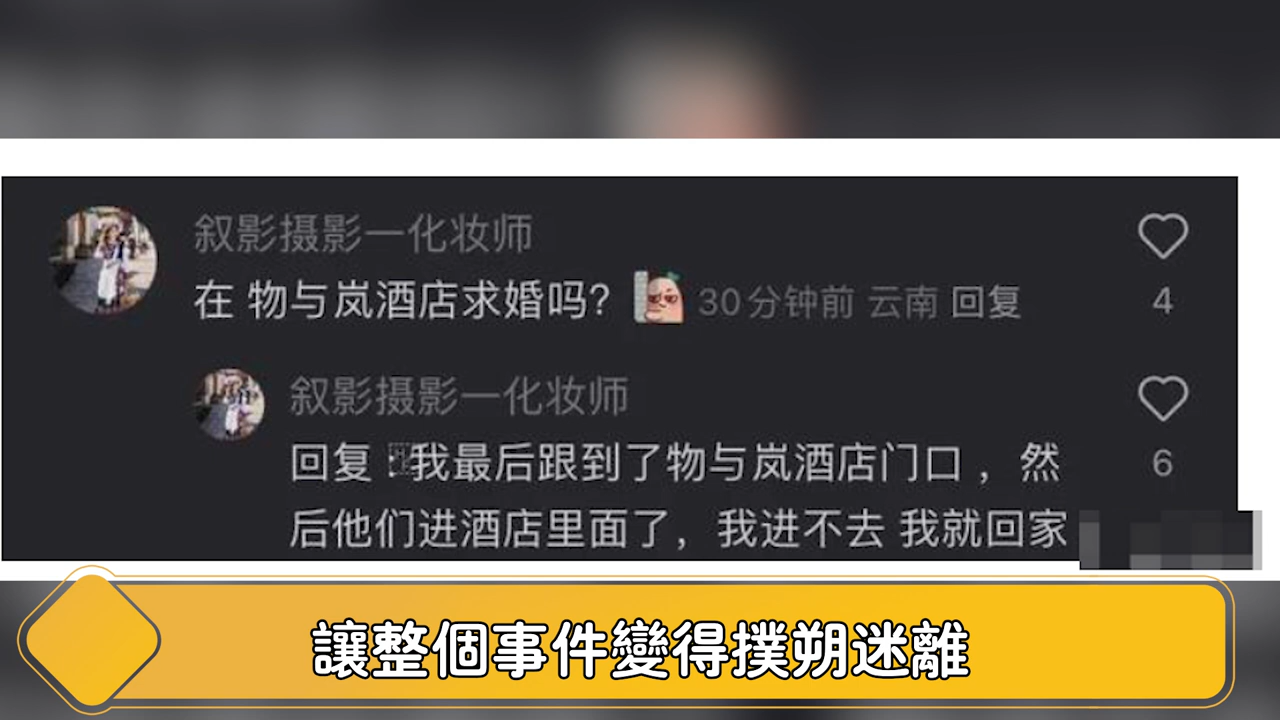 叙影摄影一化妆师
在 物与岚酒店求婚吗? 30分钟前 云南 回复
4
叙影摄影一化妆师
回复 : 我最后跟到了物与岚酒店门口 ，然
6
后他们进酒店里面了，我进不去 我就回家
讓整個事件變得撲朔迷離